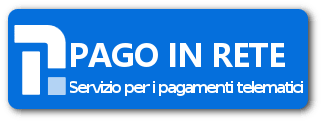 PAGO IN RETE
Servizio per i pagamenti telematici